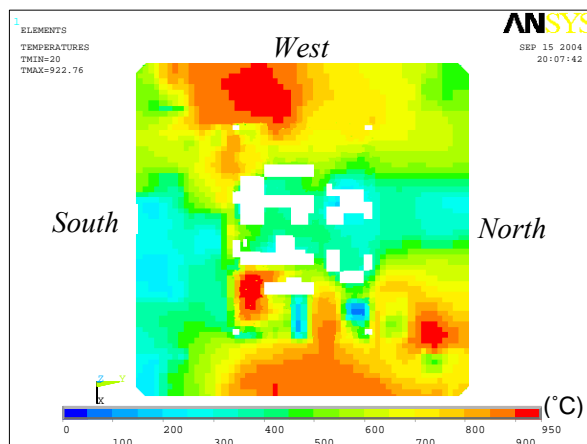 1
ELEMENTS
TEMPERATURES
TMIN=20
TMAX=922.76
ANSYS
SEP 15 2004
20:07:42
West
South
North
Z Y
X
(˚C)
0 200 400 600 800 950
100 300 500 700 900